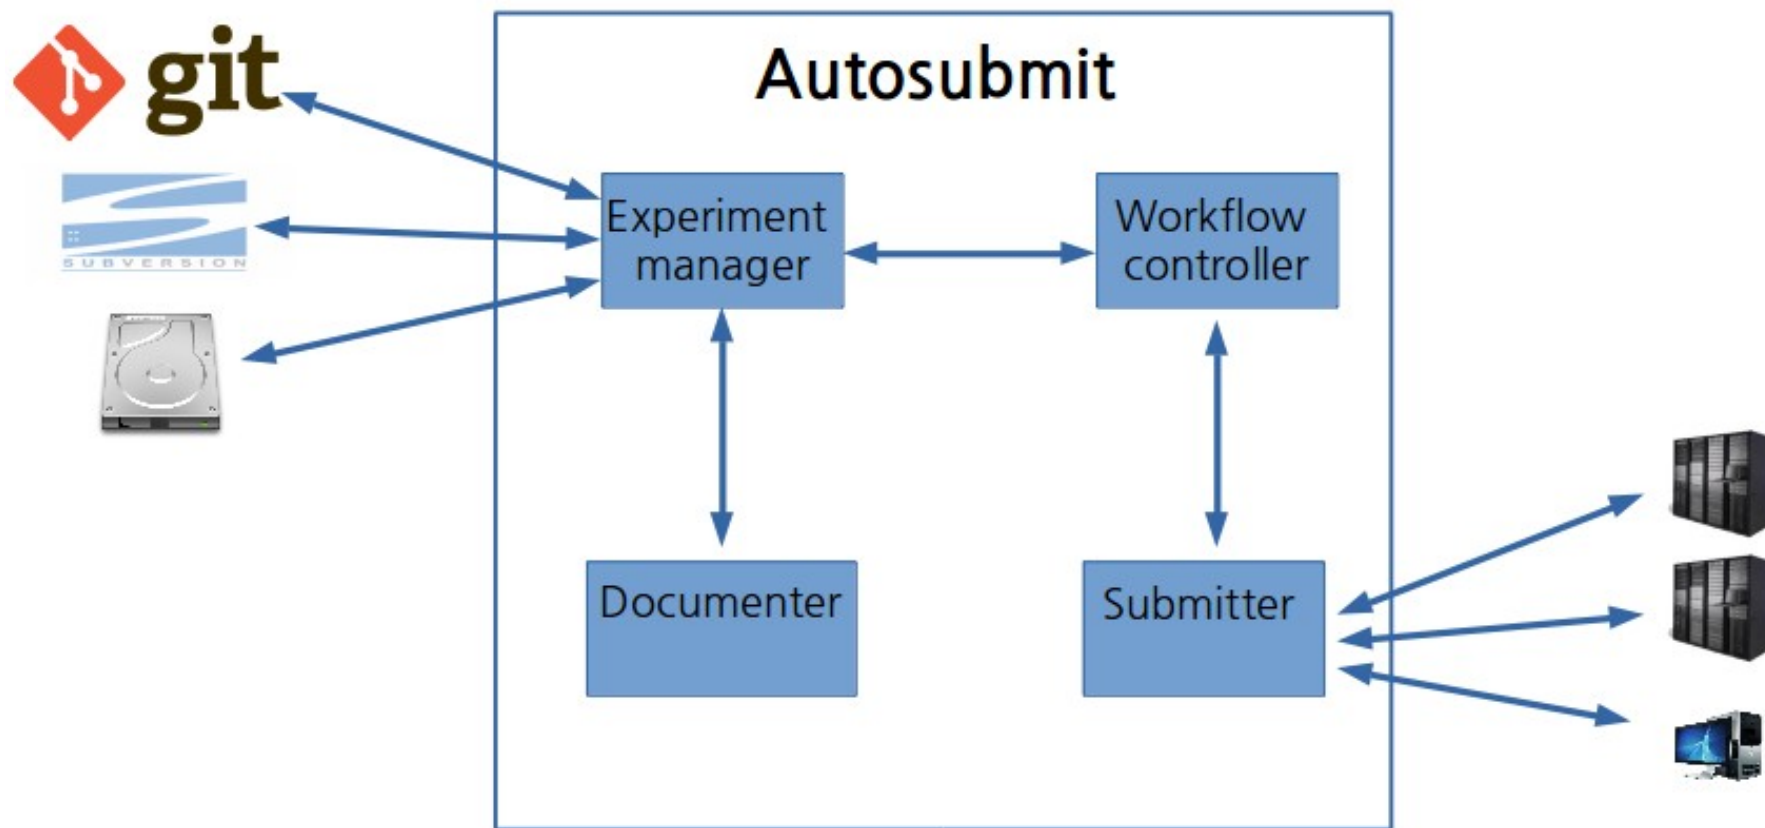 git
SUBVERSION
Autosubmit
Experiment
manager
Workflow
controller
Documenter
Submitter